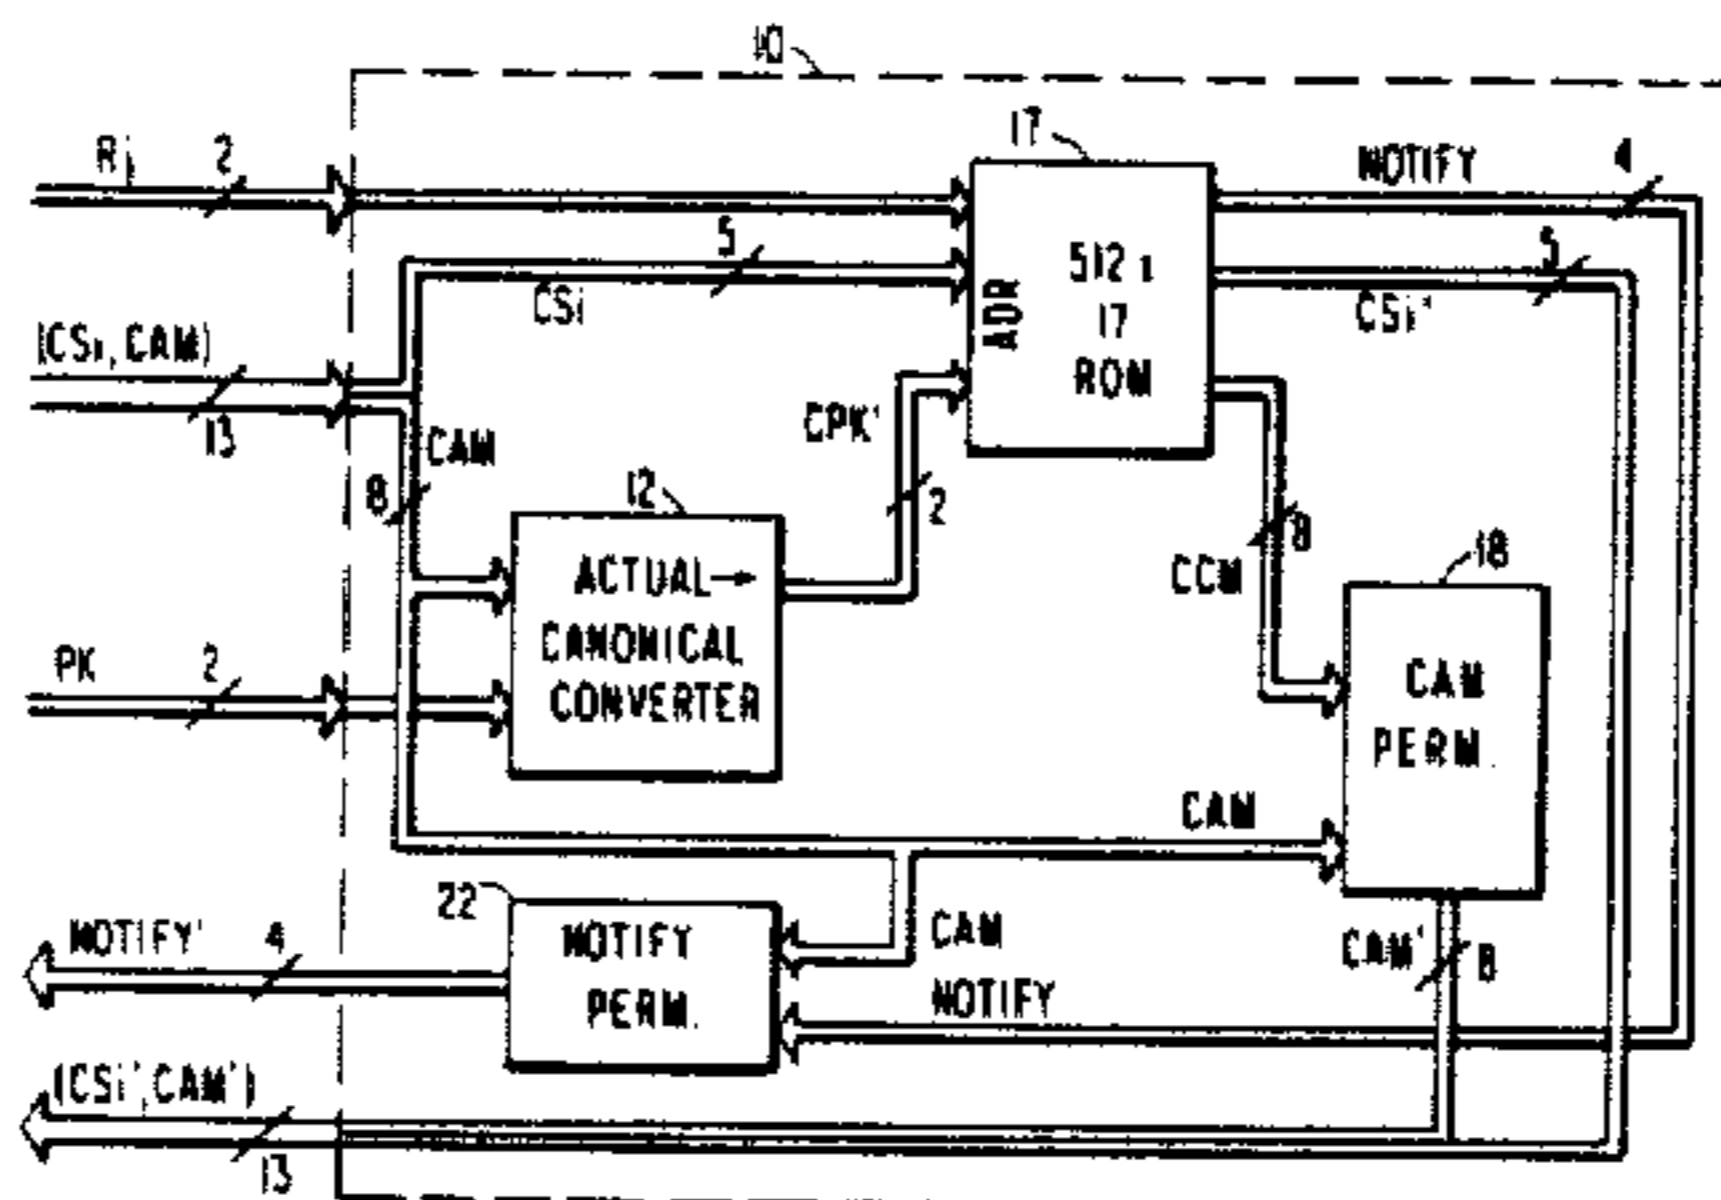 10
17
Rj 2
NOTIFY 4
5
CSi
ADR
512 x
17
ROM
5
CSi'
(CSi, CAM)
13
CPK'
2
CAM
8
12
ACTUAL→
CANONICAL
CONVERTER
8
CCM
18
CAM
PERM.
PK 2
CAM
22
NOTIFY
PERM.
CAM
NOTIFY
CAM' 8
NOTIFY' 4
(CSi', CAM')
13